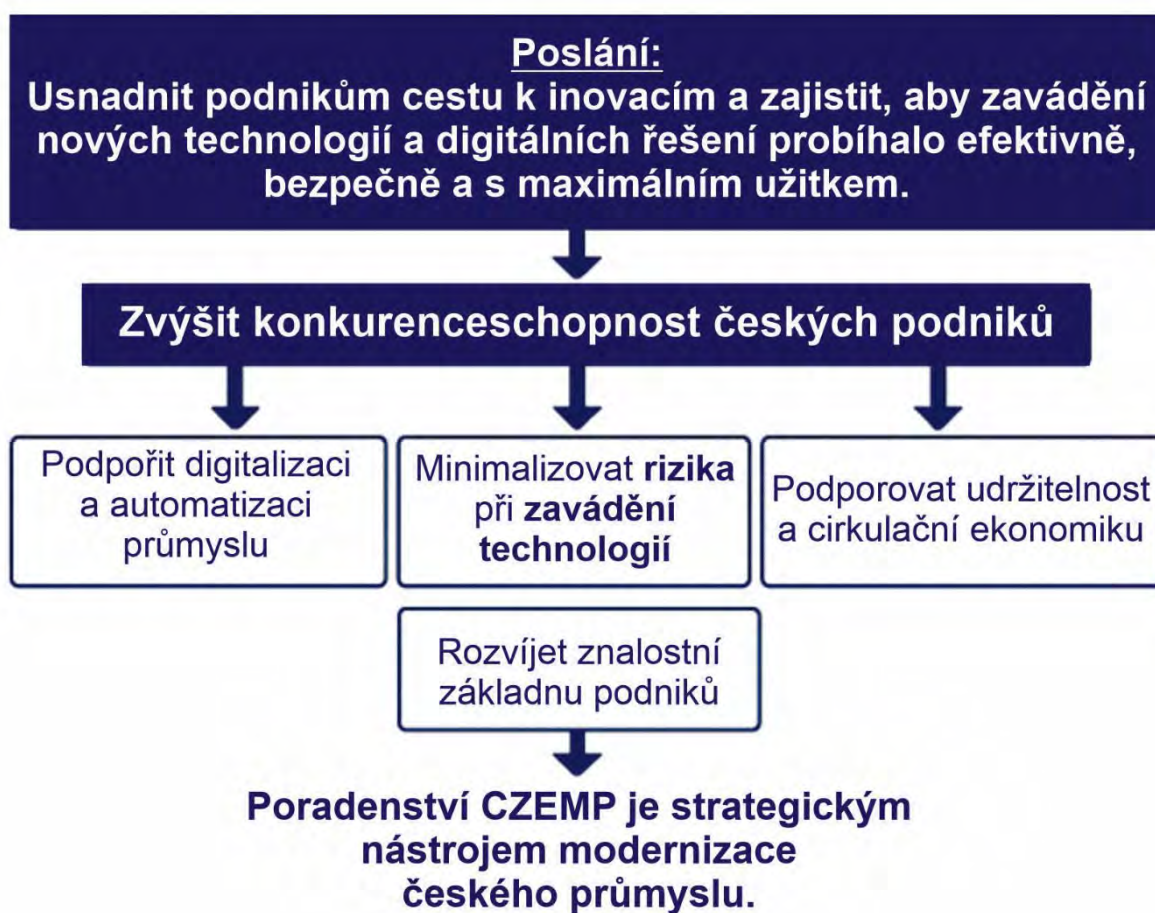 Poslání:
Usnadnit podnikům cestu k inovacím a zajistit, aby zavádění
nových technologií a digitálních řešení probíhalo efektivně,
bezpečně a s maximálním užitkem.
Zvýšit konkurenceschopnost českých podniků
Podpořit digitalizaci
a automatizaci
průmyslu
Minimalizovat rizika
při zavádění
technologií
Podporovat udržitelnost
a cirkulační ekonomiku
Rozvíjet znalostní
základnu podniků
Poradenství CZEMP je strategickým
nástrojem modernizace
českého průmyslu.